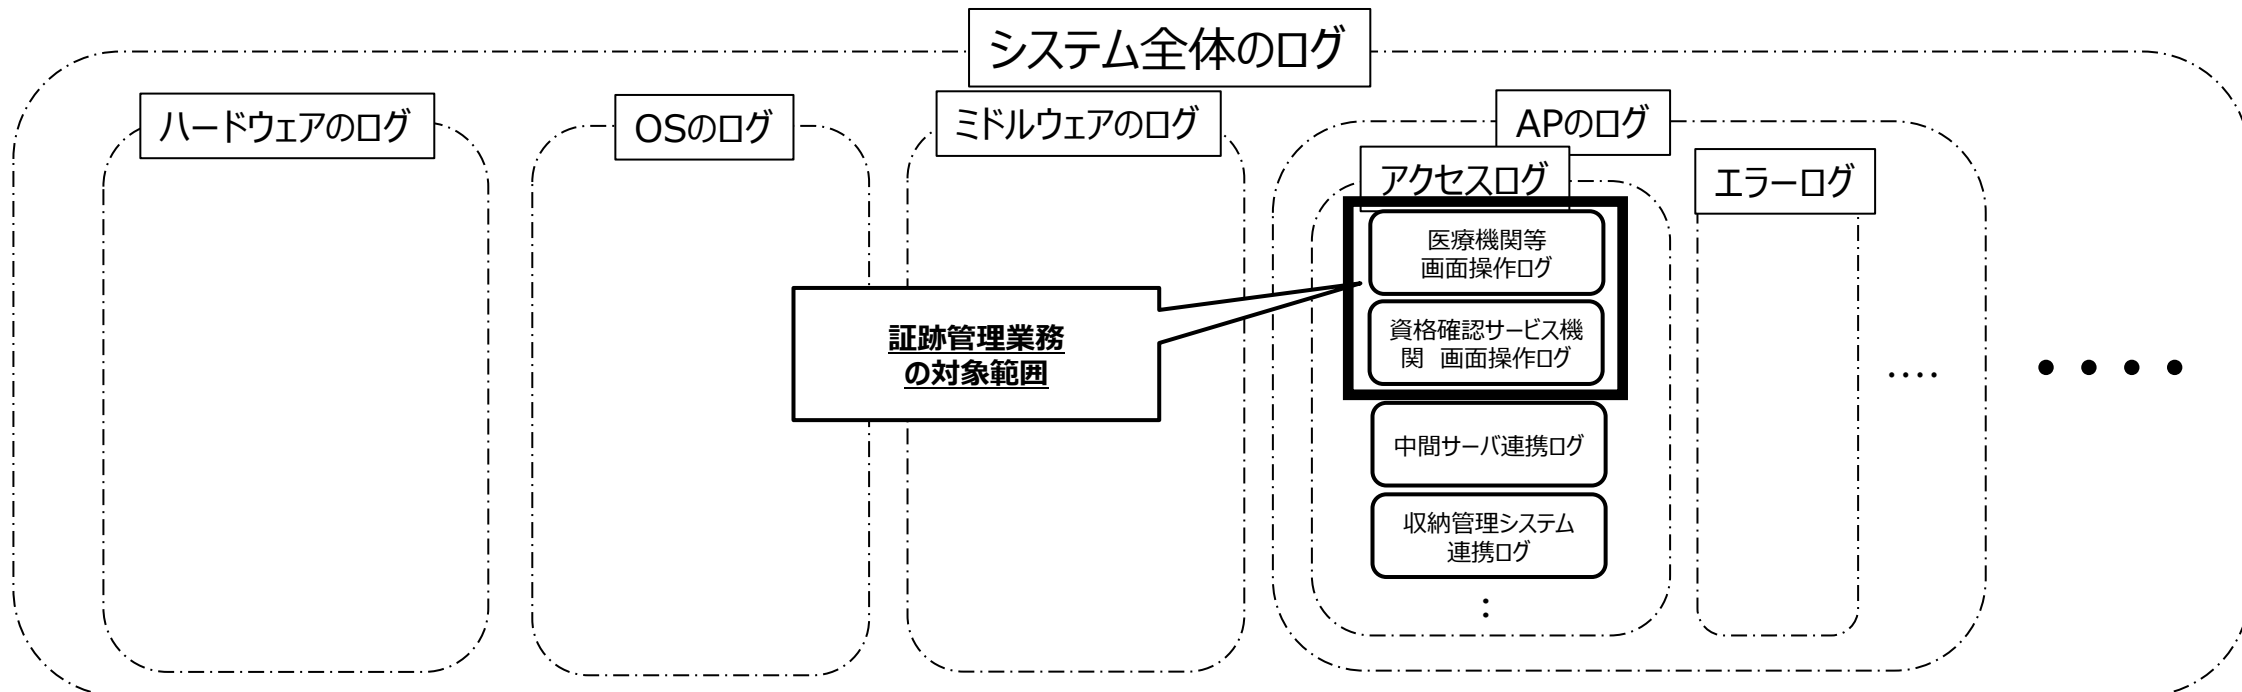 システム全体のログ
ハードウェアのログ
OSのログ
ミドルウェアのログ
APのログ
アクセスログ
エラーログ
医療機関等
画面操作ログ
資格確認サービス機
関　画面操作ログ
証跡管理業務
の対象範囲
‥‥
・・・・
中間サーバ連携ログ
収納管理システム
連携ログ
：